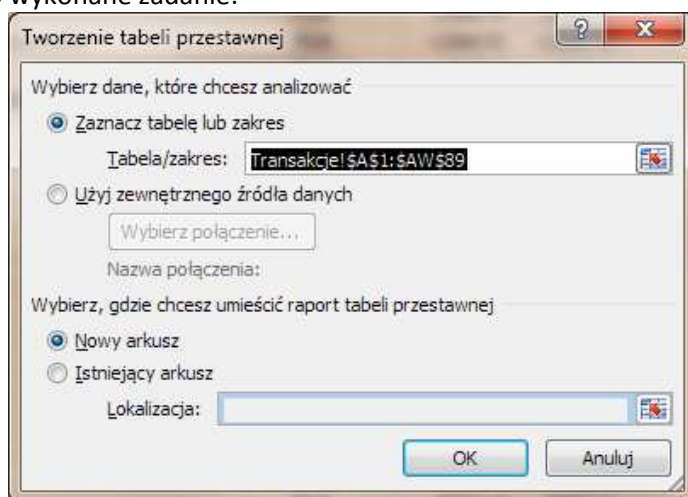 wykonane zadanie.
Tworzenie tabeli przestawnej
Wybierz dane, które chcesz analizować
Zaznacz tabelę lub zakres
Tabela/zakres: Transakcje!$A$1:$AW$89
Użyj zewnętrznego źródła danych
Wybierz połączenie...
Nazwa połączenia:
Wybierz, gdzie chcesz umieścić raport tabeli przestawnej
Nowy arkusz
Istniejący arkusz
Lokalizacja:
OK Anuluj